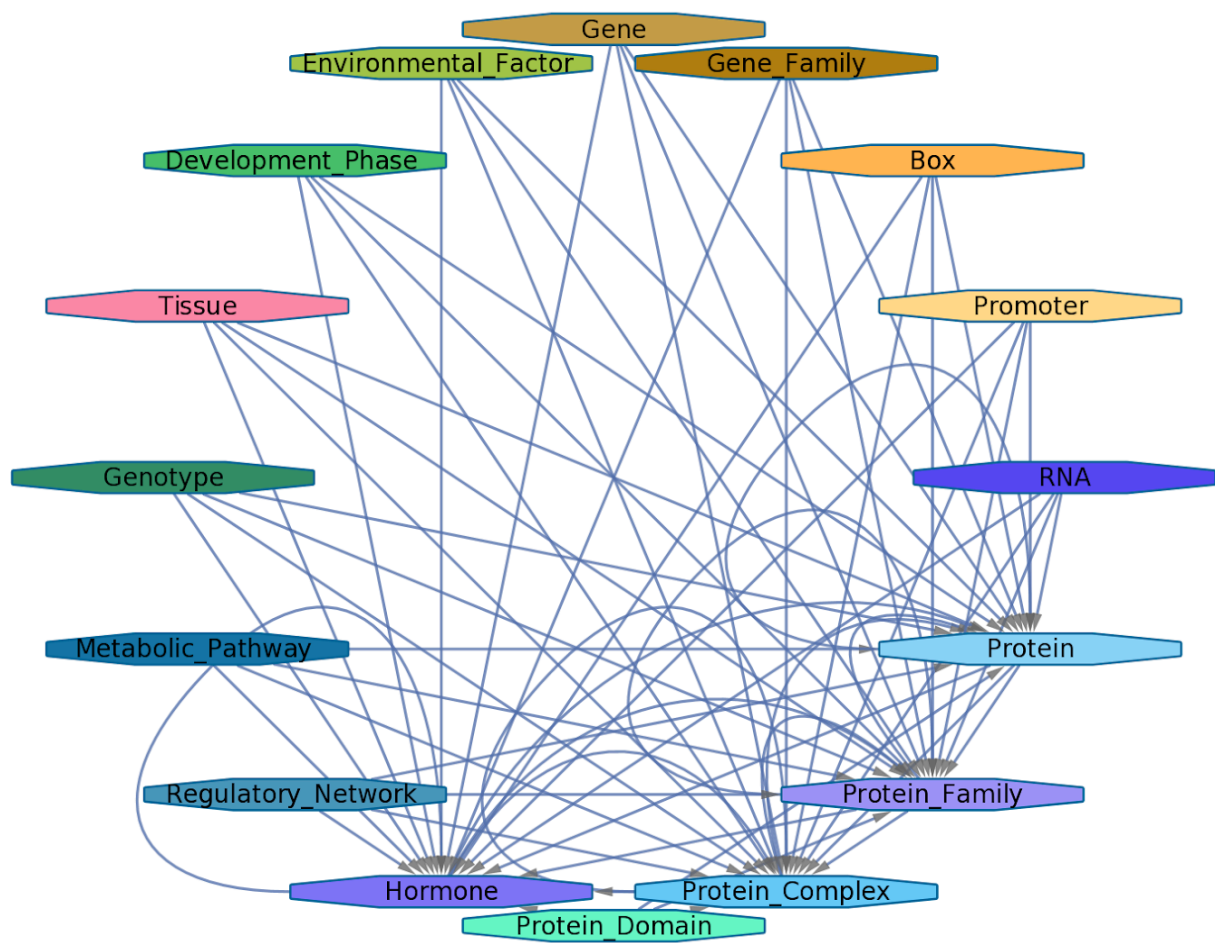 Gene
Environmental_Factor
Gene_Family
Development_Phase
Box
Tissue
Promoter
Genotype
RNA
Metabolic_Pathway
Protein
Regulatory_Network
Protein_Family
Hormone
Protein_Complex
Protein_Domain